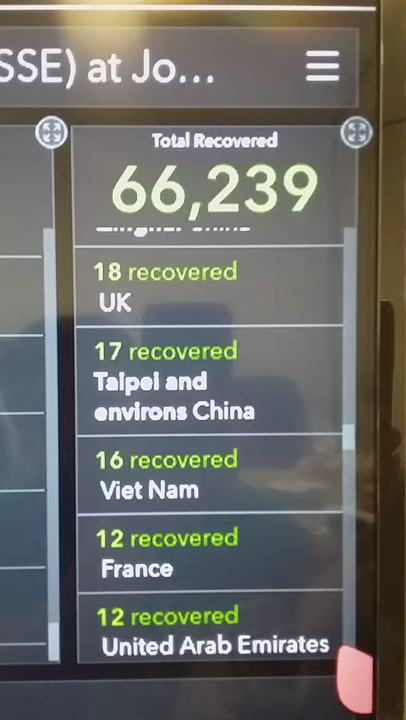 SSE) at Jo...
Total Recovered
66,239
18 recovered
UK
17 recovered
Taipei and
environs China
16 recovered
Viet Nam
12 recovered
France
12 recovered
United Arab Emirates